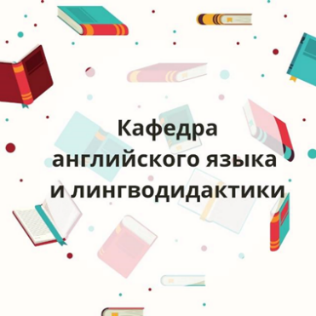 Кафедра
английского языка
и лингводидактики